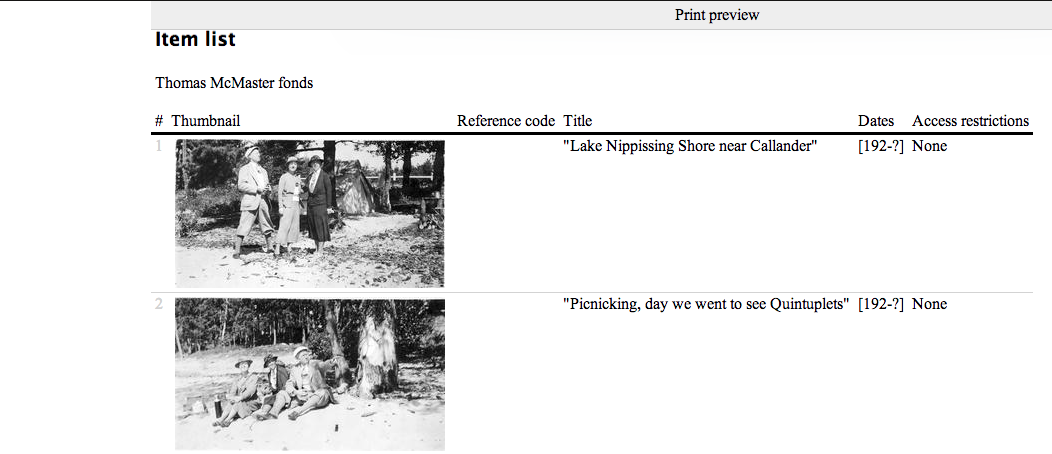 Print preview
Item list
Thomas McMaster fonds
# Thumbnail Reference code Title Dates Access restrictions
1 "Lake Nippissing Shore near Callander" [192-?] None
2 "Picnicking, day we went to see Quintuplets" [192-?] None